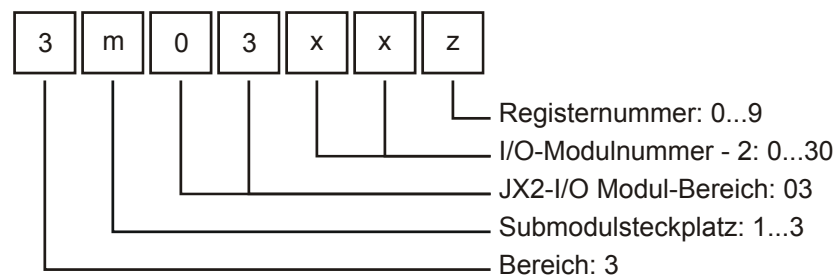 3 m 0 3 x x z
Registernummer: 0...9
I/O-Modulnummer - 2: 0...30
JX2-I/O Modul-Bereich: 03
Submodulsteckplatz: 1...3
Bereich: 3